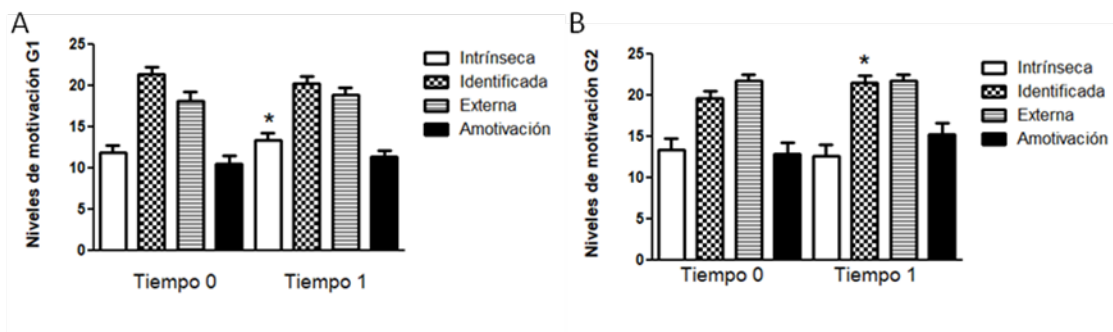 A
Niveles de motivación G1
25
20
15
10
5
0
*
Tiempo 0
Tiempo 1
Intrínseca
Identificada
Externa
Amotivación
B
Niveles de motivación G2
25
20
15
10
5
0
*
Tiempo 0
Tiempo 1
Intrínseca
Identificada
Externa
Amotivación